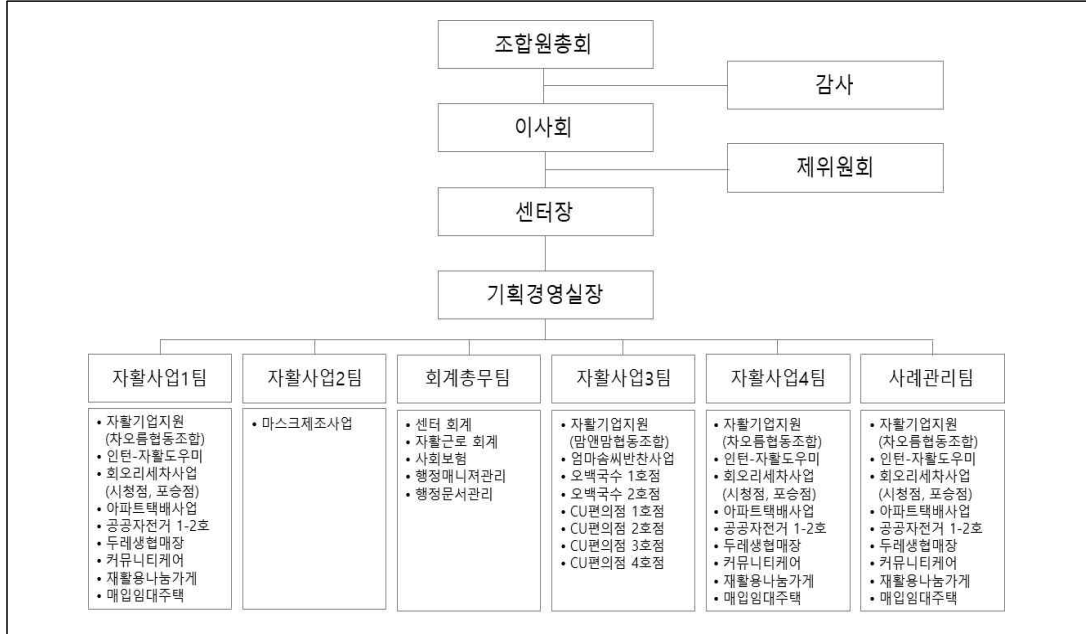 조합원총회
감사
이사회
제위원회
센터장
기획경영실장
자활사업1팀
• 자활기업지원
(차오름협동조합)
• 인턴-자활도우미
• 회오리세차사업
(시청점, 포승점)
• 아파트택배사업
• 공공자전거 1-2호
• 두레생협매장
• 커뮤니티케어
• 재활용나눔가게
• 매입임대주택
자활사업2팀
• 마스크제조사업
회계총무팀
• 센터 회계
• 자활근로 회계
• 사회보험
• 행정매니져관리
• 행정문서관리
자활사업3팀
• 자활기업지원
(맘앤맘협동조합)
• 엄마솜씨반찬사업
• 오백국수 1호점
• 오백국수 2호점
• CU편의점 1호점
• CU편의점 2호점
• CU편의점 3호점
• CU편의점 4호점
자활사업4팀
• 자활기업지원
(차오름협동조합)
• 인턴-자활도우미
• 회오리세차사업
(시청점, 포승점)
• 아파트택배사업
• 공공자전거 1-2호
• 두레생협매장
• 커뮤니티케어
• 재활용나눔가게
• 매입임대주택
사례관리팀
• 자활기업지원
(차오름협동조합)
• 인턴-자활도우미
• 회오리세차사업
(시청점, 포승점)
• 아파트택배사업
• 공공자전거 1-2호
• 두레생협매장
• 커뮤니티케어
• 재활용나눔가게
• 매입임대주택